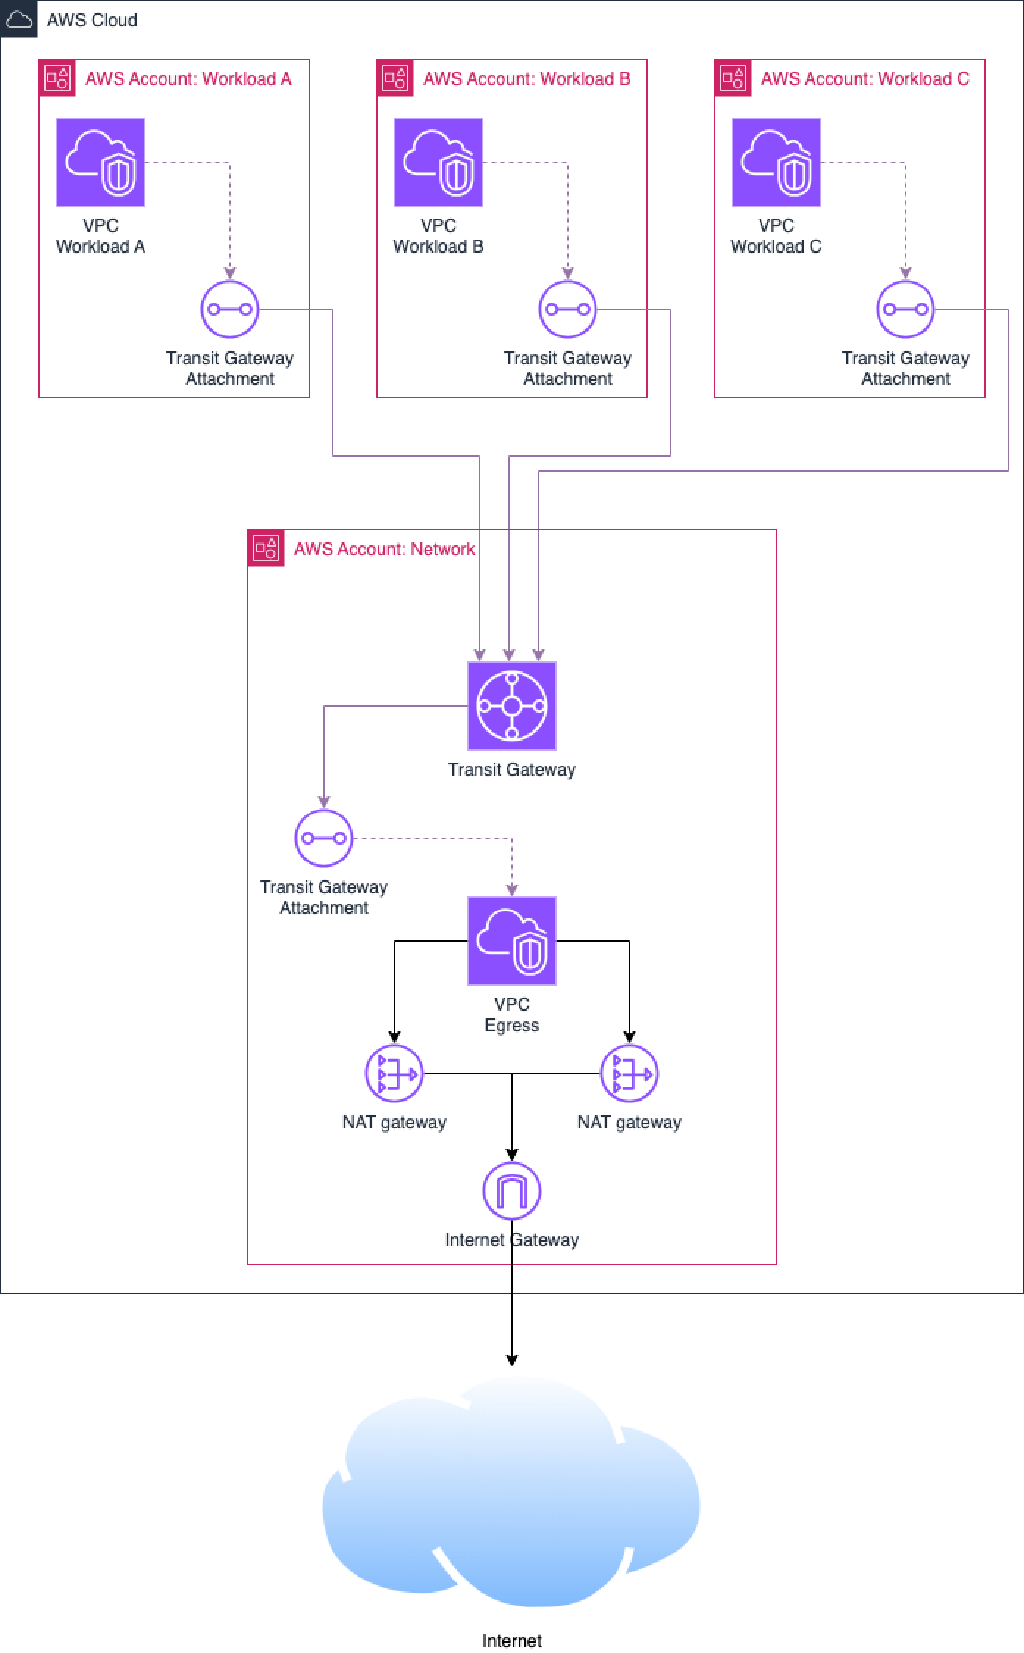 AWS Cloud
AWS Account: Workload A
AWS Account: Workload B
AWS Account: Workload C
VPC
Workload A
VPC
Workload B
VPC
Workload C
Transit Gateway
Attachment
Transit Gateway
Attachment
Transit Gateway
Attachment
AWS Account: Network
Transit Gateway
Transit Gateway
Attachment
VPC
Egress
NAT gateway
NAT gateway
Internet Gateway
Internet